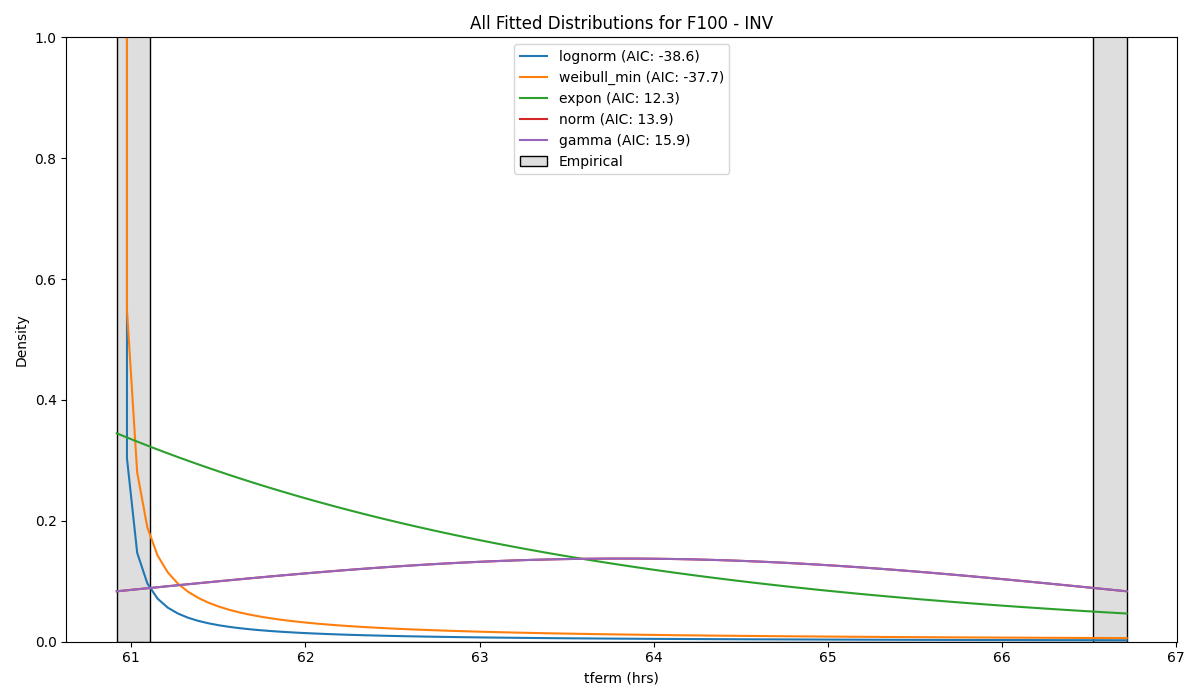 All Fitted Distributions for F100 - INV
lognorm (AIC: -38.6)
weibull_min (AIC: -37.7)
expon (AIC: 12.3)
norm (AIC: 13.9)
gamma (AIC: 15.9)
Empirical
Density
1.0
0.8
0.6
0.4
0.2
0.0
61 62 63 64 65 66 67
tferm (hrs)